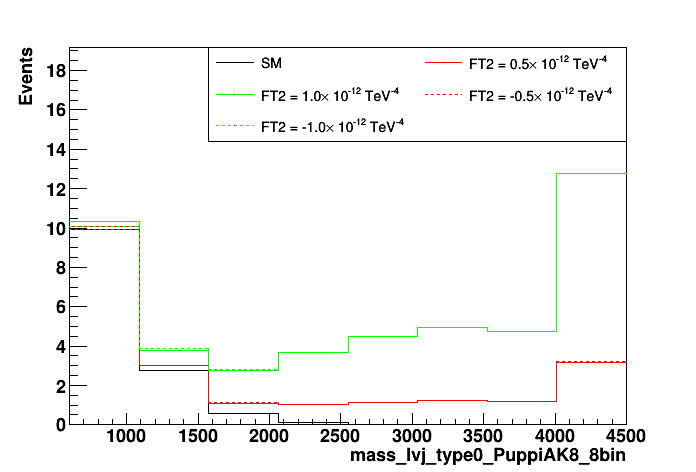 Events
SM
FT2 = 0.5× 10⁻¹² TeV⁻⁴
FT2 = 1.0× 10⁻¹² TeV⁻⁴
FT2 = -0.5× 10⁻¹² TeV⁻⁴
FT2 = -1.0× 10⁻¹² TeV⁻⁴
18
16
14
12
10
8
6
4
2
0
1000 1500 2000 2500 3000 3500 4000 4500
mass_lvj_type0_PuppiAK8_8bin